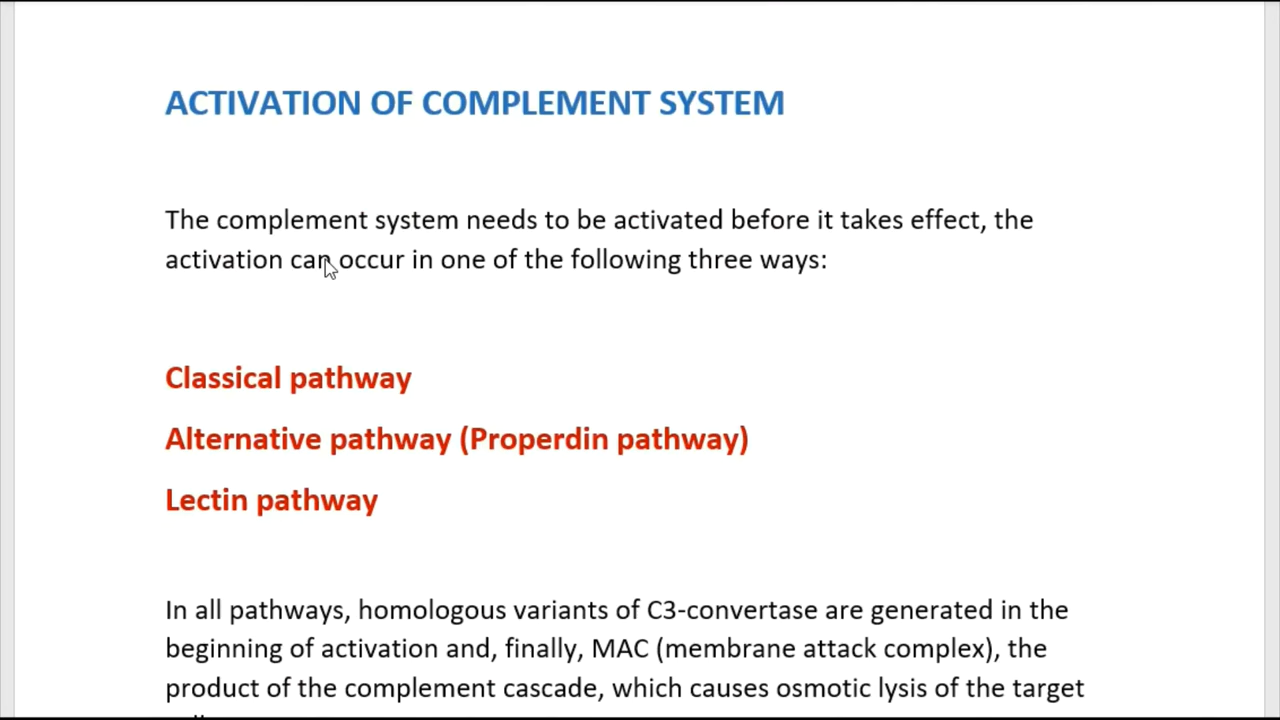 ACTIVATION OF COMPLEMENT SYSTEM
The complement system needs to be activated before it takes effect, the
activation can occur in one of the following three ways:
Classical pathway
Alternative pathway (Properdin pathway)
Lectin pathway
In all pathways, homologous variants of C3-convertase are generated in the
beginning of activation and, finally, MAC (membrane attack complex), the
product of the complement cascade, which causes osmotic lysis of the target